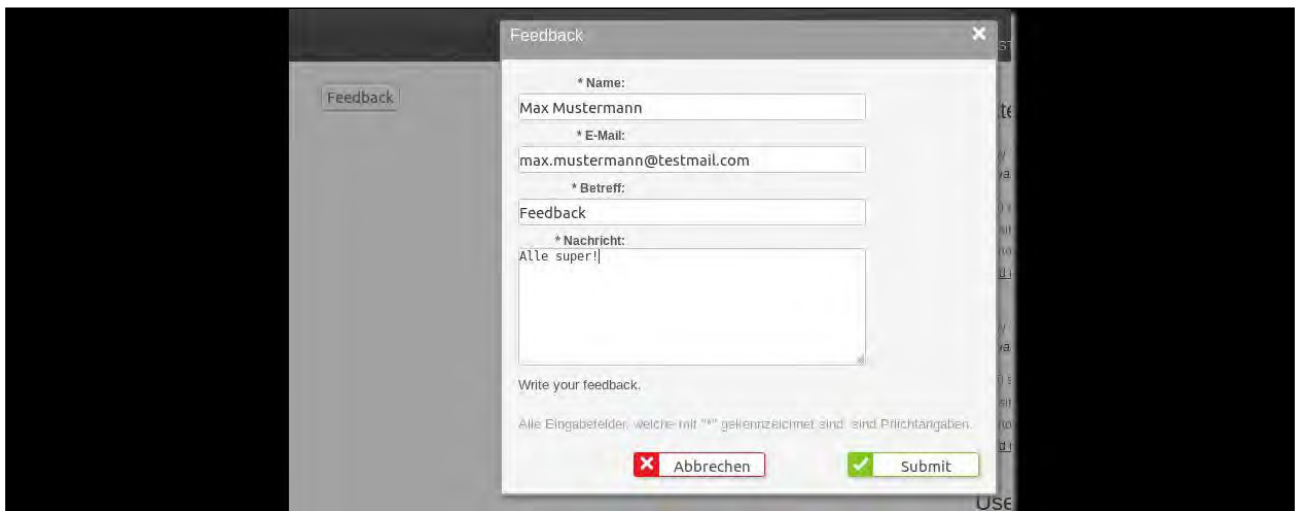 Feedback
Feedback
* Name:
Max Mustermann
* E-Mail:
max.mustermann@testmail.com
* Betreff:
Feedback
* Nachricht:
Alle super!
Write your feedback.
Alle Eingabefelder, welche mit "*" gekennzeichnet sind, sind Pflichtangaben.
Abbrechen
Submit
Use